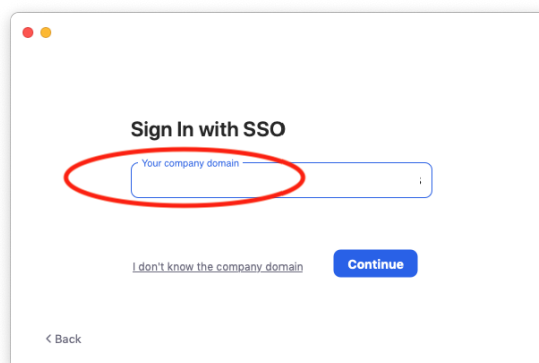 Sign In with SSO
Your company domain
I don't know the company domain
Continue
< Back